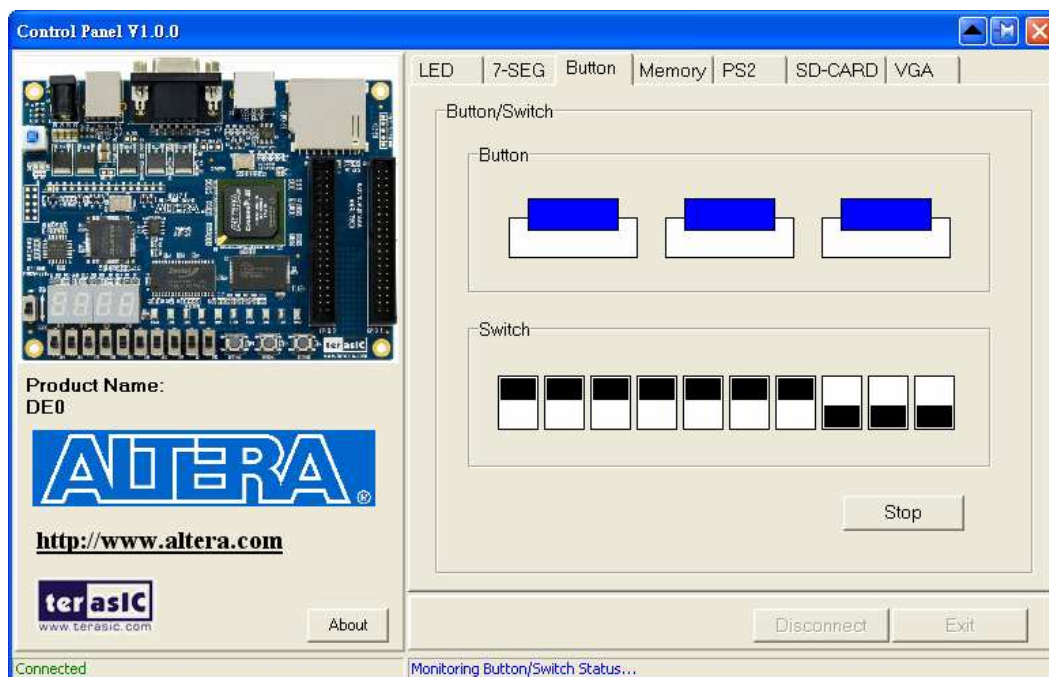 Control Panel V1.0.0
LED
7-SEG
Button
Memory
PS2
SD-CARD
VGA
Button/Switch
Button
Switch
Stop
Product Name:
DE0
ALTERA®
http://www.altera.com
terasIC
www.terasic.com
About
Disconnect
Exit
Connected
Monitoring Button/Switch Status...